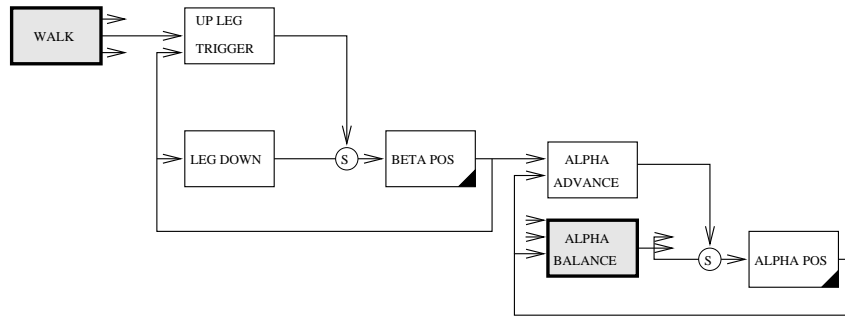 WALK
UP LEG
TRIGGER
LEG DOWN
S
BETA POS
ALPHA
ADVANCE
ALPHA
BALANCE
S
ALPHA POS